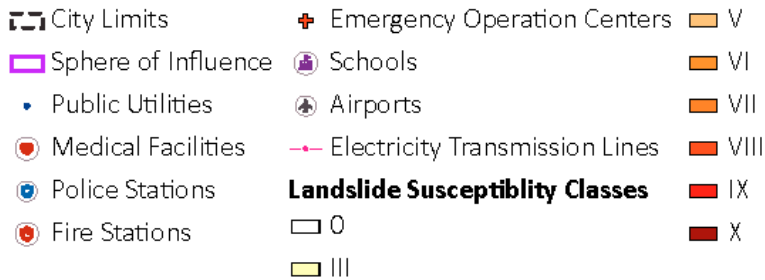 City Limits
Sphere of Influence
Public Utilities
Medical Facilities
Police Stations
Fire Stations
Emergency Operation Centers
Schools
Airports
Electricity Transmission Lines
Landslide Susceptiblity Classes
0
III
V
VI
VII
VIII
IX
X